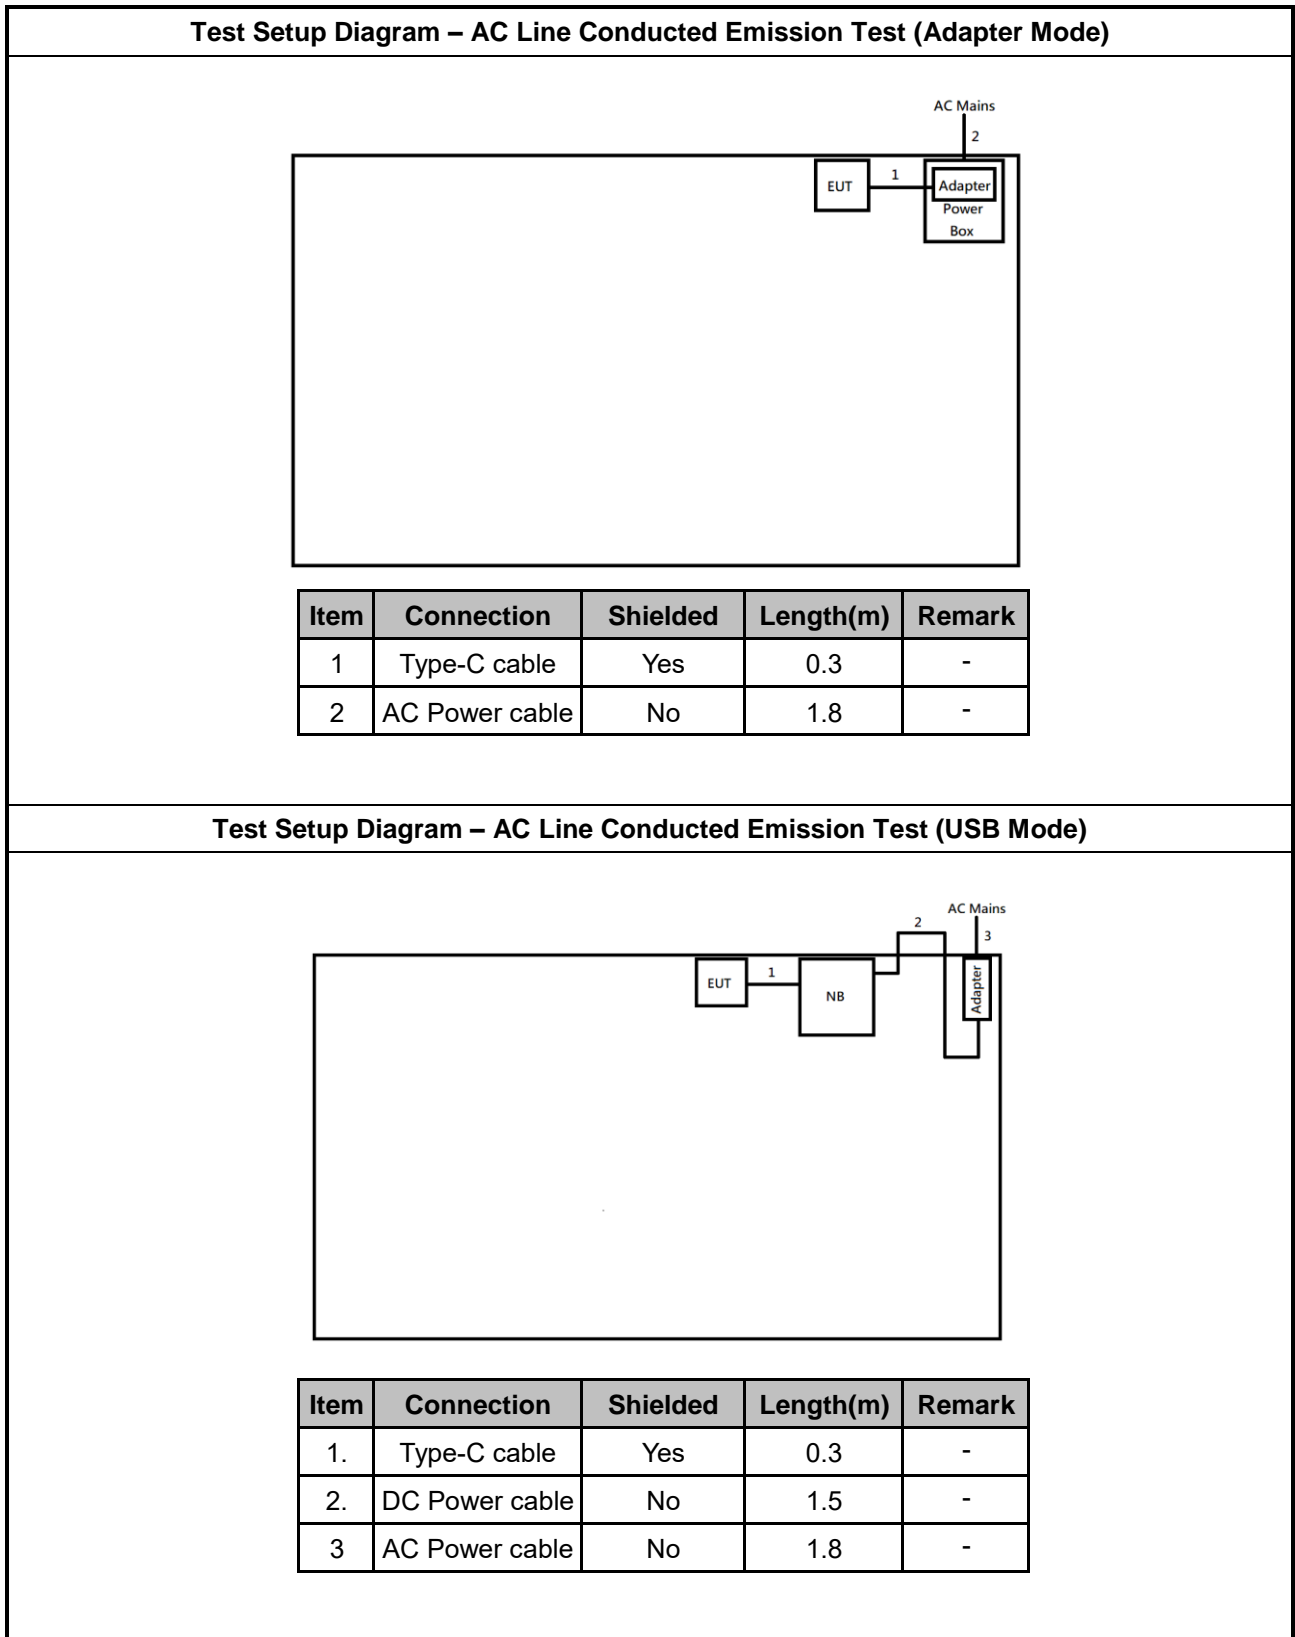 Test Setup Diagram – AC Line Conducted Emission Test (Adapter Mode)
AC Mains
2
EUT
1
Adapter
Power
Box
Item Connection Shielded Length(m) Remark
1 Type-C cable Yes 0.3 -
2 AC Power cable No 1.8 -
Test Setup Diagram – AC Line Conducted Emission Test (USB Mode)
AC Mains
2
3
EUT
1
NB
Adapter
Item Connection Shielded Length(m) Remark
1. Type-C cable Yes 0.3 -
2. DC Power cable No 1.5 -
3 AC Power cable No 1.8 -